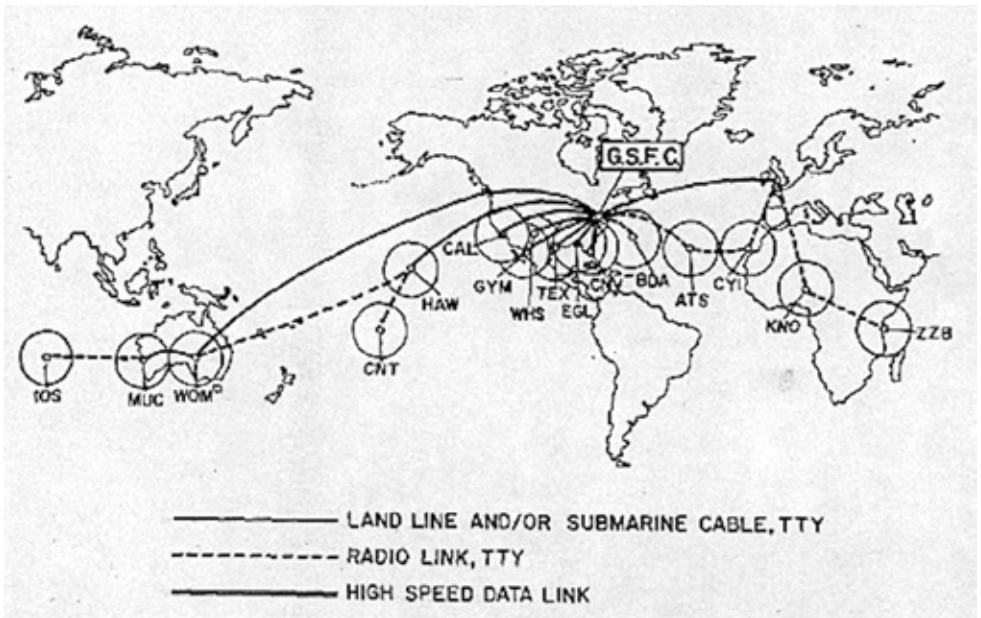 G.S.F.C.
CAL
GYM
WHS
TEX
EGL
CNV
BDA
ATS
CYI
HAW
CNT
KNO
ZZB
IOS
MUC
WOM
LAND LINE AND/OR SUBMARINE CABLE, TTY
RADIO LINK, TTY
HIGH SPEED DATA LINK